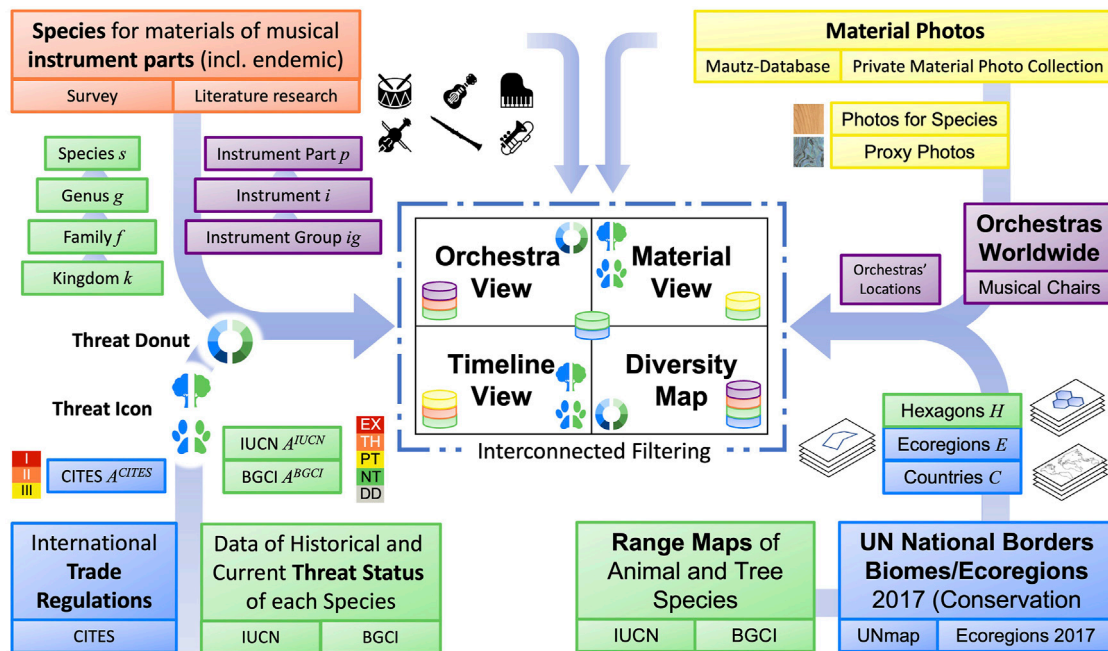 Species for materials of musical
instrument parts (incl. endemic)
Survey
Literature research
Species s
Genus g
Family f
Kingdom k
Instrument Part p
Instrument i
Instrument Group ig
Material Photos
Mautz-Database
Private Material Photo Collection
Photos for Species
Proxy Photos
Orchestras
Worldwide
Musical Chairs
Orchestras'
Locations
Orchestra
View
Material
View
Timeline
View
Diversity
Map
Interconnected Filtering
Threat Donut
Threat Icon
I
II
III
CITES A^CITES
IUCN A^IUCN
BGCI A^BGCI
EX
TH
PT
NT
DD
Hexagons H
Ecoregions E
Countries C
International
Trade
Regulations
CITES
Data of Historical and
Current Threat Status
of each Species
IUCN
BGCI
Range Maps of
Animal and Tree
Species
IUCN
BGCI
UN National Borders
Biomes/Ecoregions
2017 (Conservation
UNmap
Ecoregions 2017